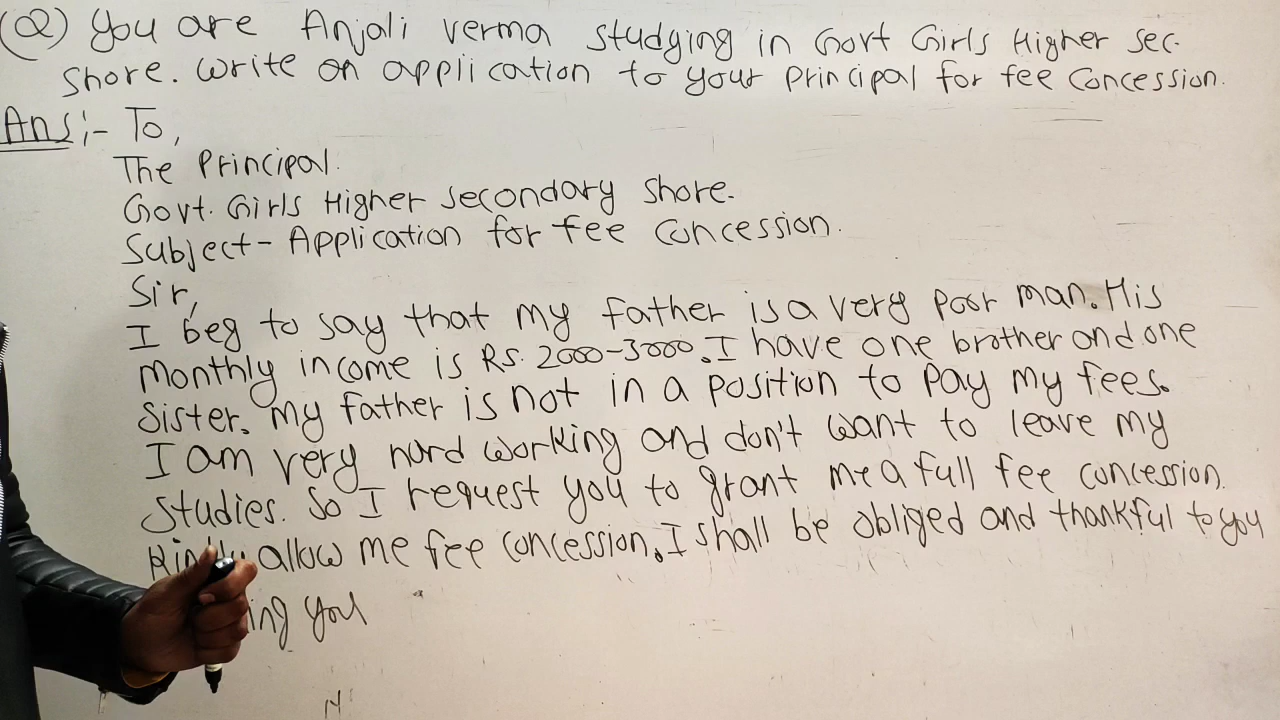 (Q) You are Anjali verma studying in Govt Girls Higher sec.
shore. Write an application to your principal for fee Concession.
Ans:- To,
The Principal.
Govt. Girls Higher secondary shore.
Subject- Application for fee Concession.
Sir,
I beg to say that my father is a very poor man. His
Monthly income is Rs. 2000-3000. I have one brother and one
Sister. My father is not in a position to pay my fees.
I am very hard working and don't want to leave my
Studies. So I request you to grant me a full fee concession.
allow me fee concession. I shall be obliged and thankful to you
you